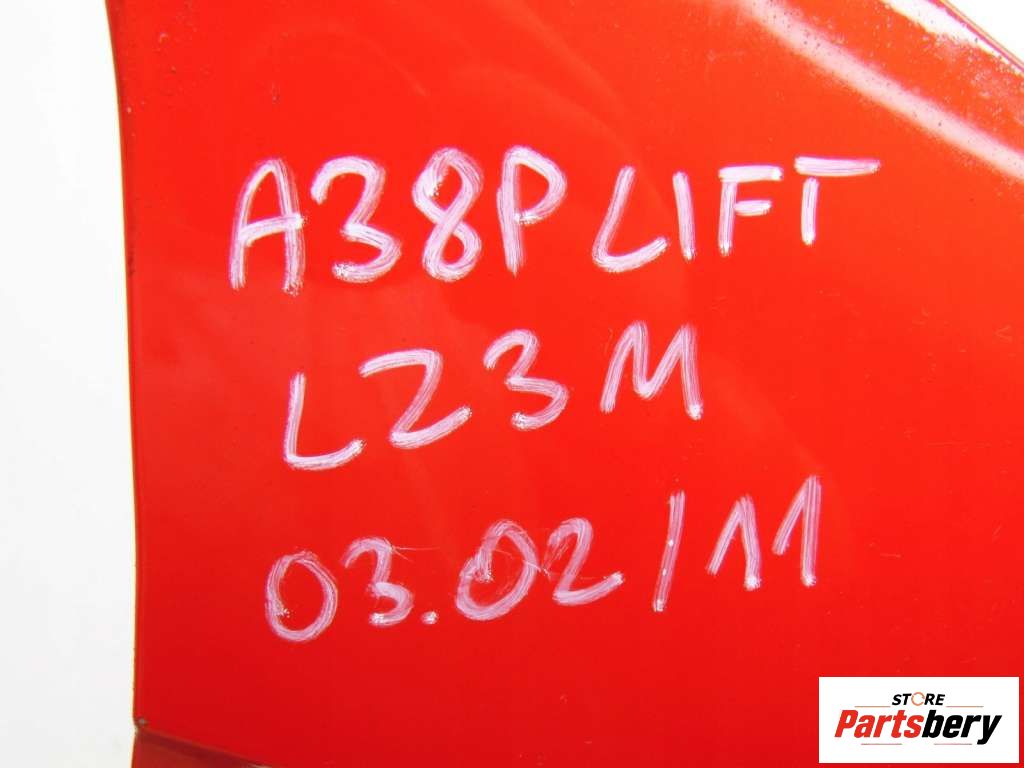 A38P LIFT
LZ3M
03.02/11
STORE
Partsbery